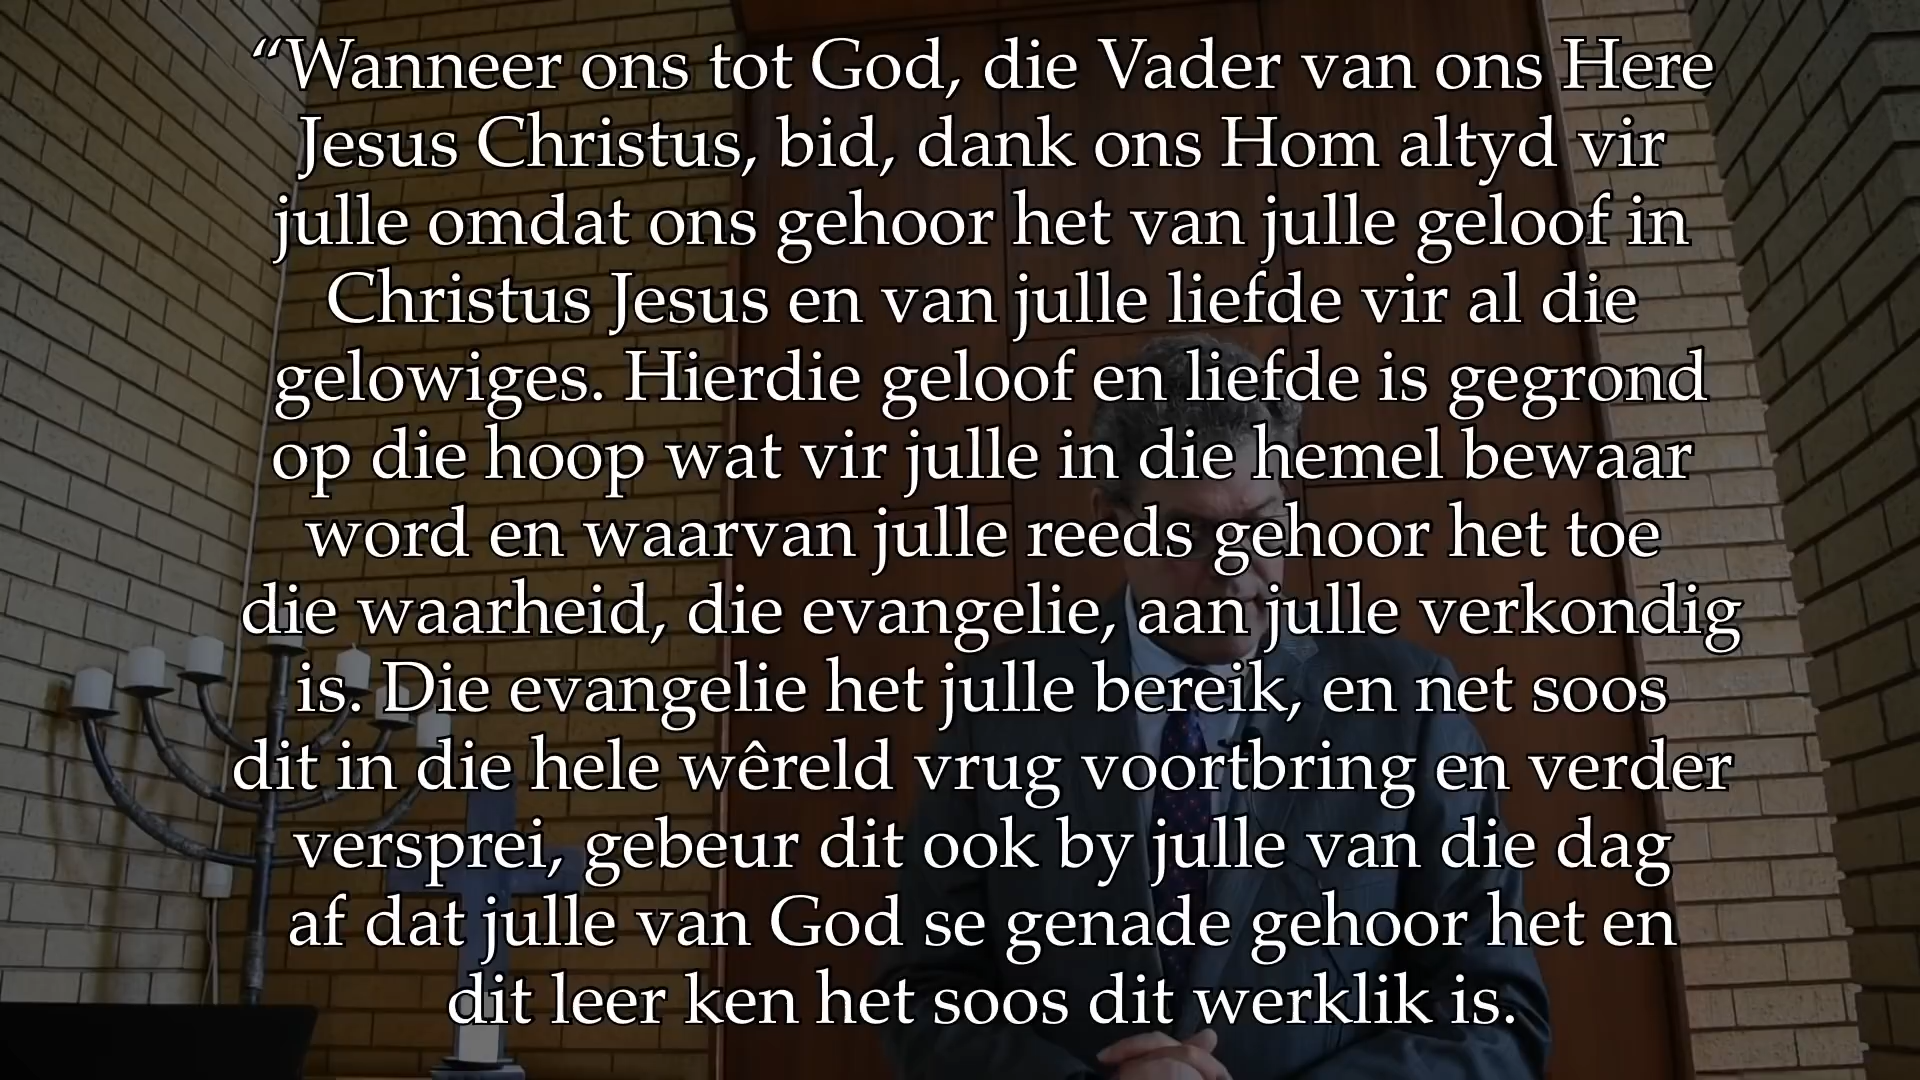 “Wanneer ons tot God, die Vader van ons Here
Jesus Christus, bid, dank ons Hom altyd vir
julle omdat ons gehoor het van julle geloof in
Christus Jesus en van julle liefde vir al die
gelowiges. Hierdie geloof en liefde is gegrond
op die hoop wat vir julle in die hemel bewaar
word en waarvan julle reeds gehoor het toe
die waarheid, die evangelie, aan julle verkondig
is. Die evangelie het julle bereik, en net soos
dit in die hele wêreld vrug voortbring en verder
versprei, gebeur dit ook by julle van die dag
af dat julle van God se genade gehoor het en
dit leer ken het soos dit werklik is.